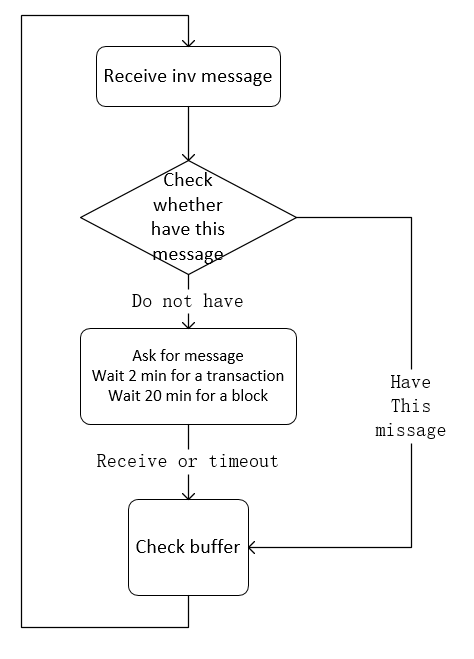 Receive inv message
Check
whether
have this
message
Do not have
Ask for message
Wait 2 min for a transaction
Wait 20 min for a block
Have
This
missage
Receive or timeout
Check buffer